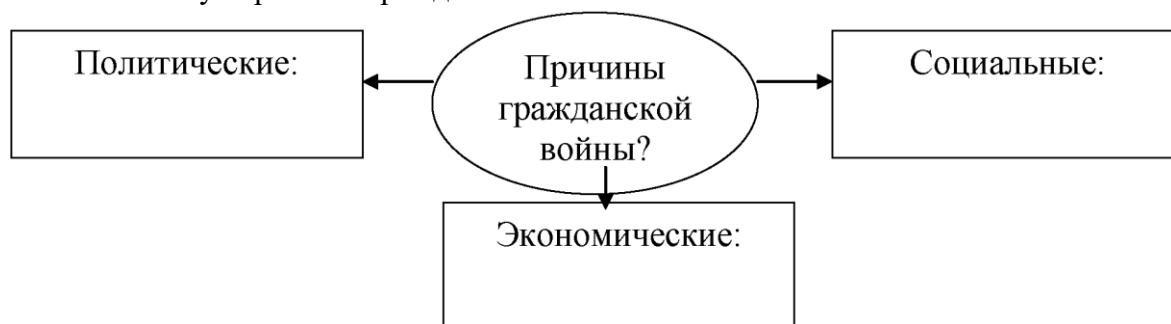 Политические:
Причины
гражданской
войны?
Социальные:
Экономические: